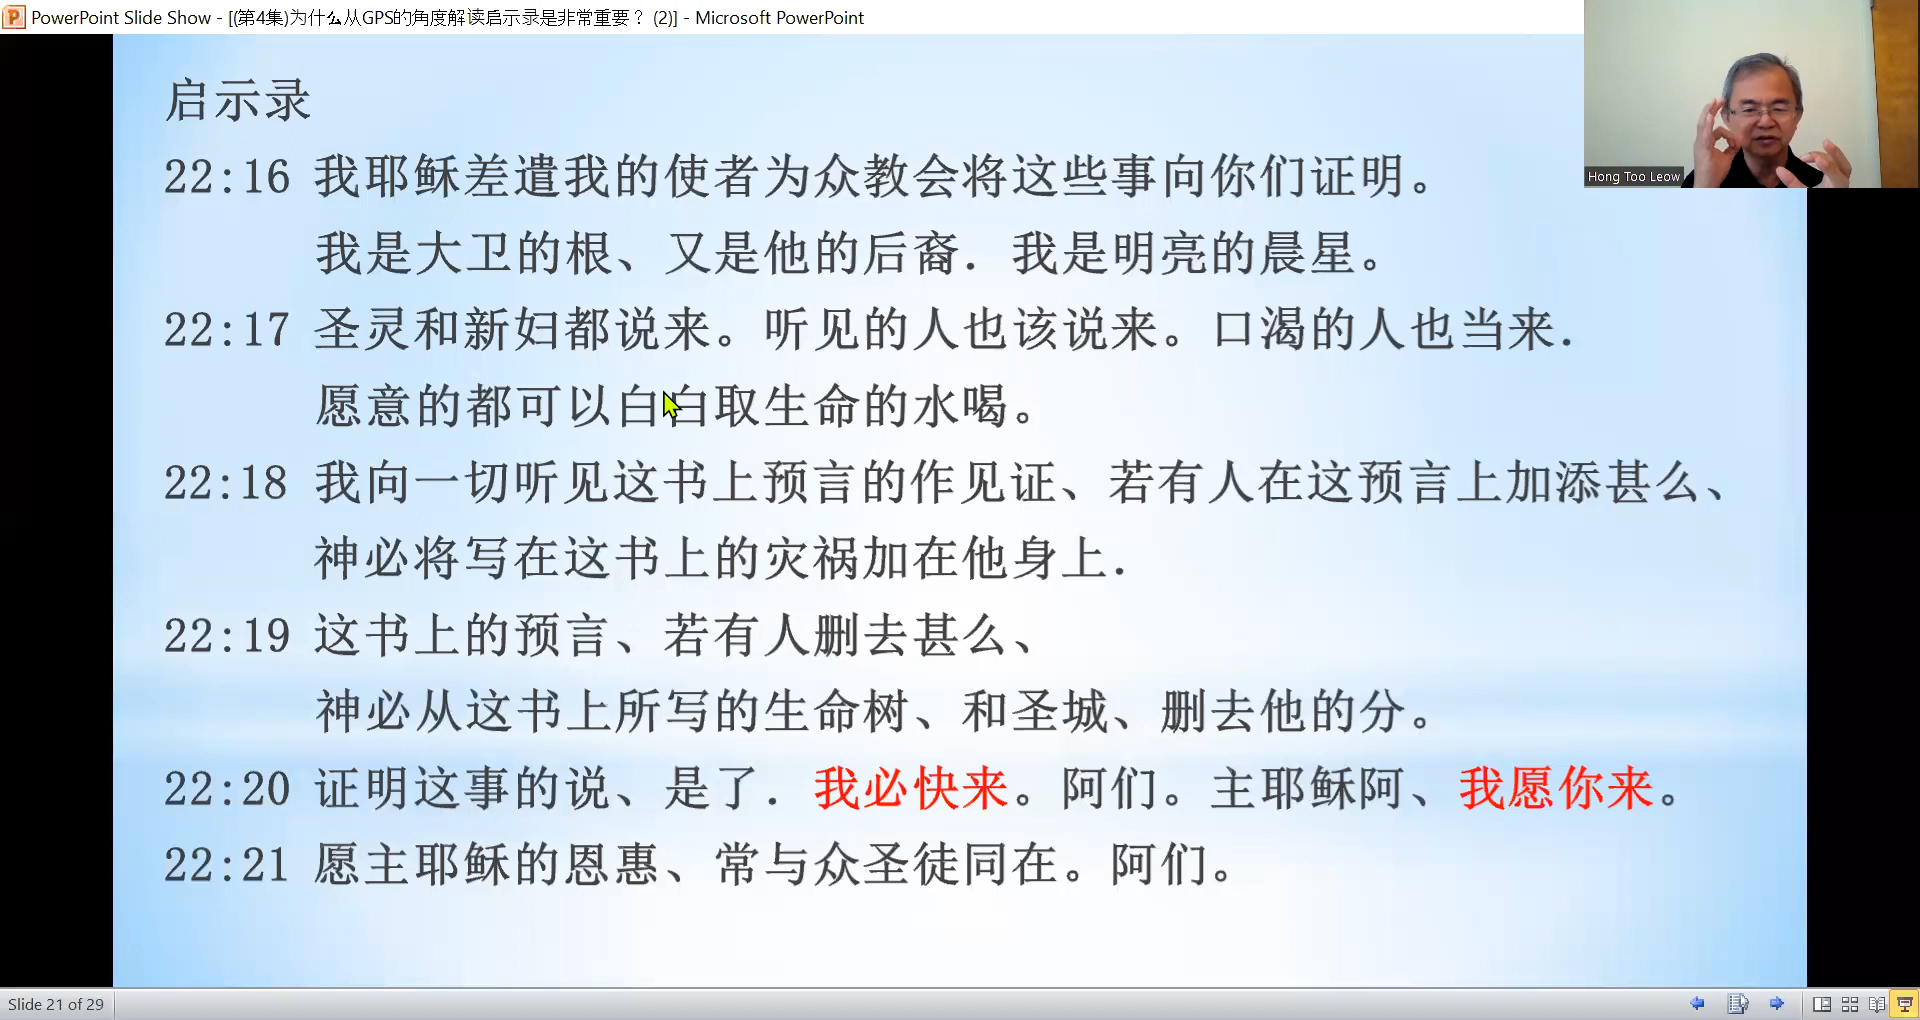 PowerPoint Slide Show - [(第4集)为什么从GPS的角度解读启示录是非常重要？ (2)] - Microsoft PowerPoint
Hong Too Leow
启示录
22:16 我耶稣差遣我的使者为众教会将这些事向你们证明。
我是大卫的根、又是他的后裔．我是明亮的晨星。
22:17 圣灵和新妇都说来。听见的人也该说来。口渴的人也当来．
愿意的都可以白白取生命的水喝。
22:18 我向一切听见这书上预言的作见证、若有人在这预言上加添甚么、
神必将写在这书上的灾祸加在他身上．
22:19 这书上的预言、若有人删去甚么、
神必从这书上所写的生命树、和圣城、删去他的分。
22:20 证明这事的说、是了．我必快来。阿们。主耶稣阿、我愿你来。
22:21 愿主耶稣的恩惠、常与众圣徒同在。阿们。
Slide 21 of 29